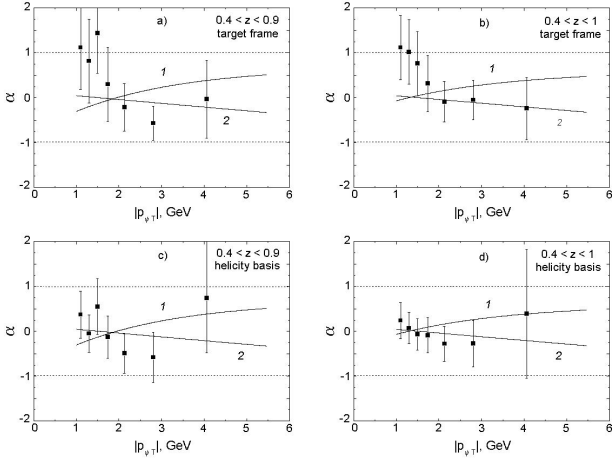 a)
0.4 < z < 0.9
target frame
2
1
0
-1
-2
α
1
2
0 1 2 3 4 5 6
|p ψ T|, GeV
b)
0.4 < z < 1
target frame
2
1
0
-1
-2
α
1
2
0 1 2 3 4 5 6
|p ψ T|, GeV
c)
0.4 < z < 0.9
helicity basis
2
1
0
-1
-2
α
1
2
0 1 2 3 4 5 6
|p ψ T|, GeV
d)
0.4 < z < 1
helicity basis
2
1
0
-1
-2
α
1
2
0 1 2 3 4 5 6
|p ψ T|, GeV